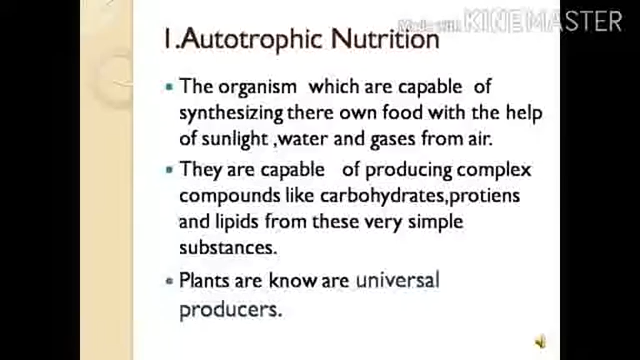 Made With KINEMASTER
1.Autotrophic Nutrition
The organism which are capable of
synthesizing there own food with the help
of sunlight ,water and gases from air.
They are capable of producing complex
compounds like carbohydrates,protiens
and lipids from these very simple
substances.
Plants are know are universal
producers.